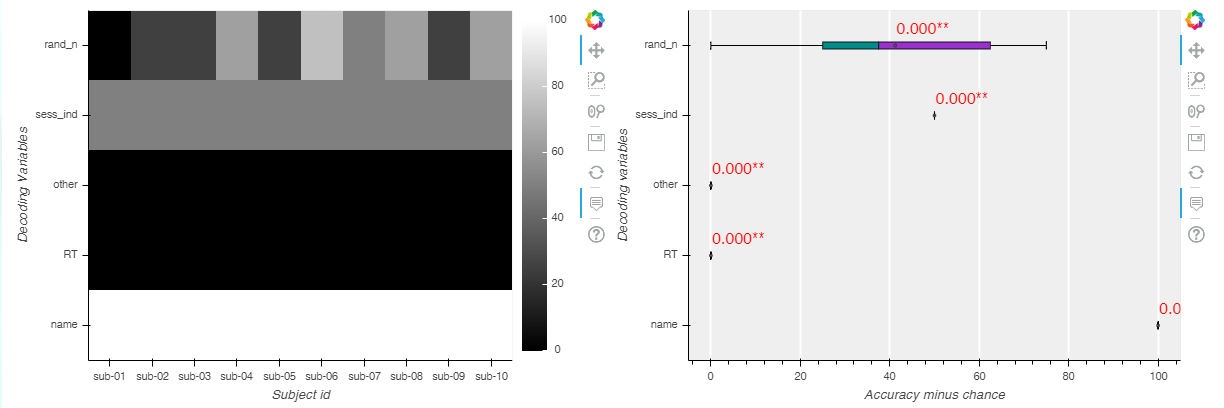 100
80
60
40
20
0
rand_n
sess_ind
other
RT
name
Decoding Variables
sub-01 sub-02 sub-03 sub-04 sub-05 sub-06 sub-07 sub-08 sub-09 sub-10
Subject id
rand_n
sess_ind
other
RT
name
Decoding variables
0.000**
0.000**
0.000**
0.000**
0.0
0 20 40 60 80 100
Accuracy minus chance